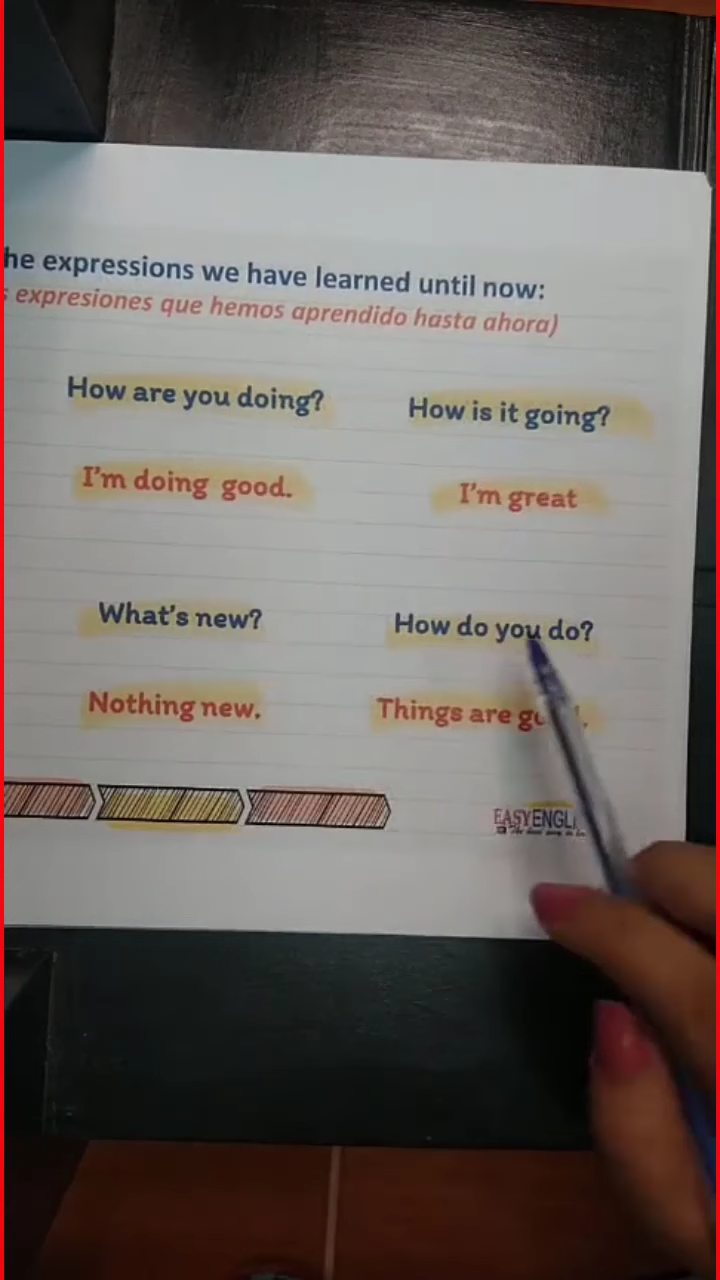 he expressions we have learned until now:
expresiones que hemos aprendido hasta ahora)
How are you doing? How is it going?
I'm doing good. I'm great
What's new? How do you do?
Nothing new. Things are
EASYENGL